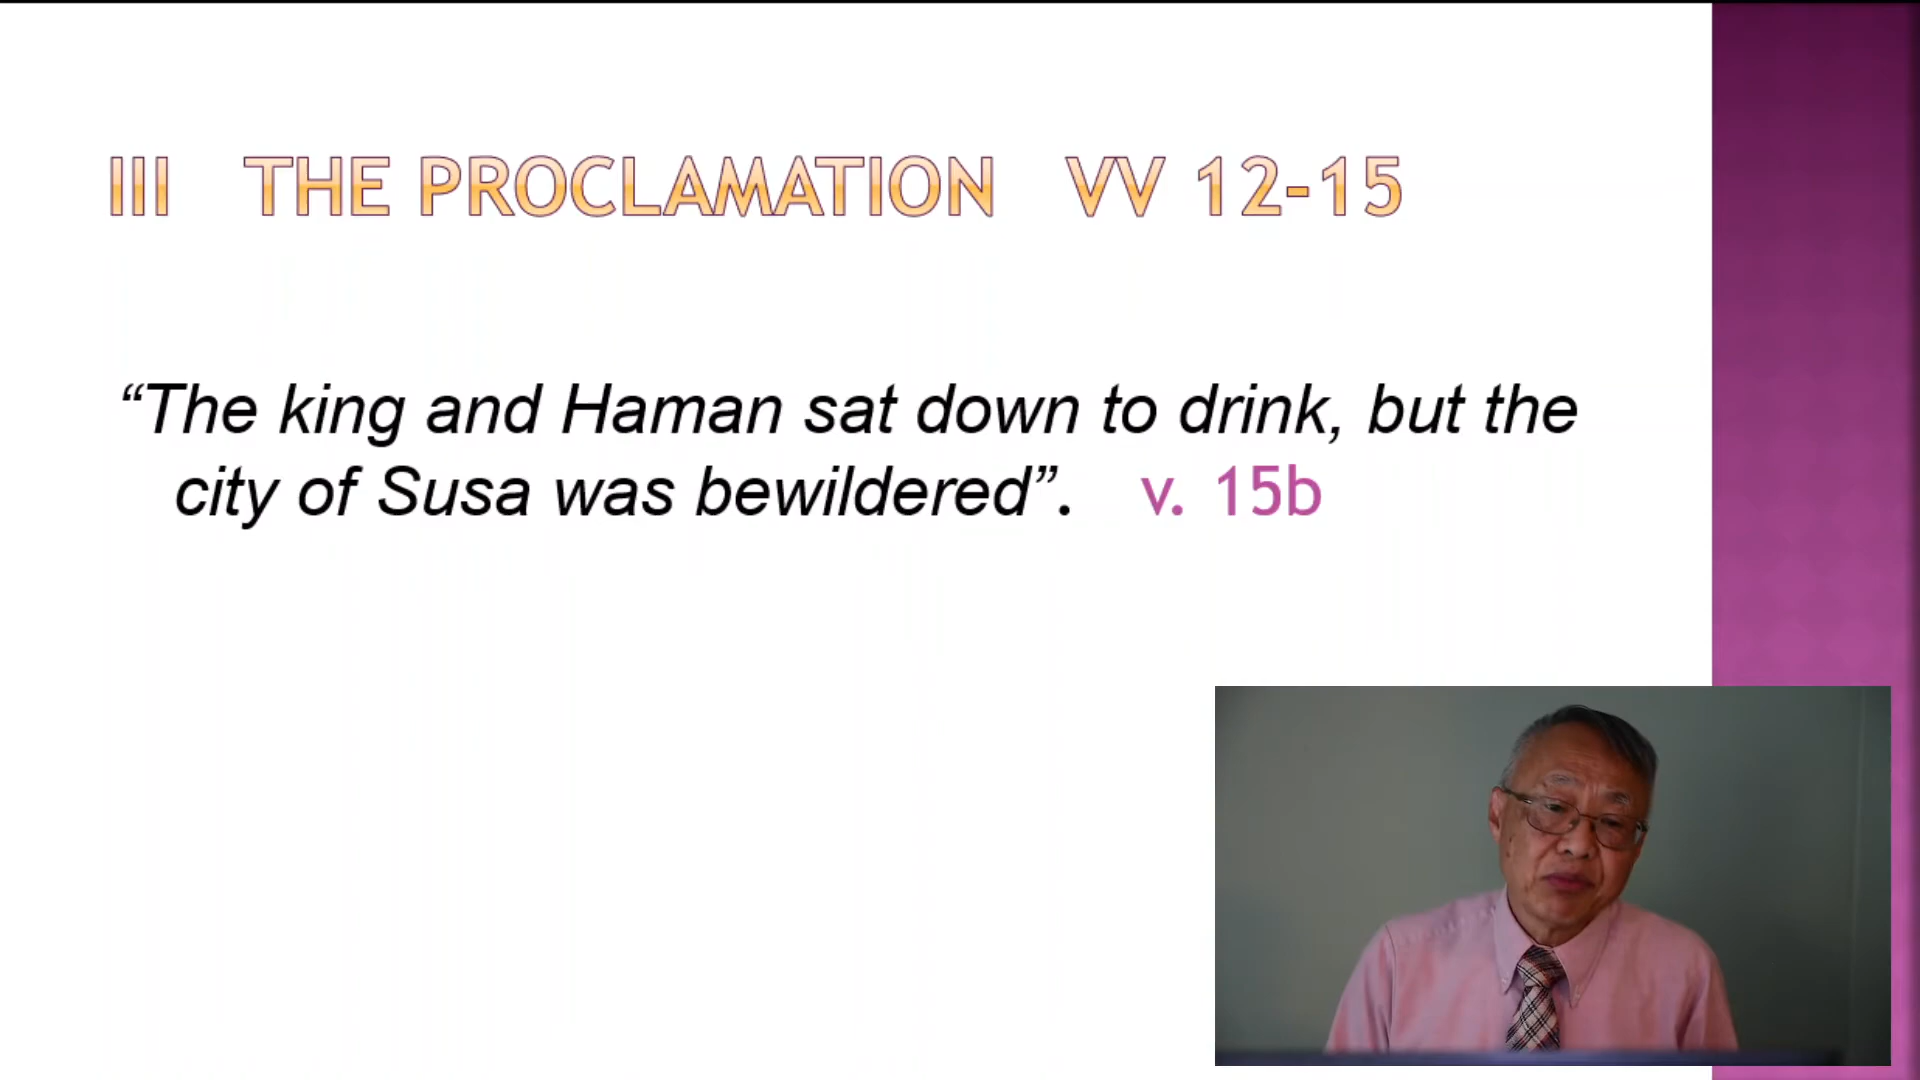 III THE PROCLAMATION VV 12-15
“The king and Haman sat down to drink, but the
city of Susa was bewildered”. v. 15b